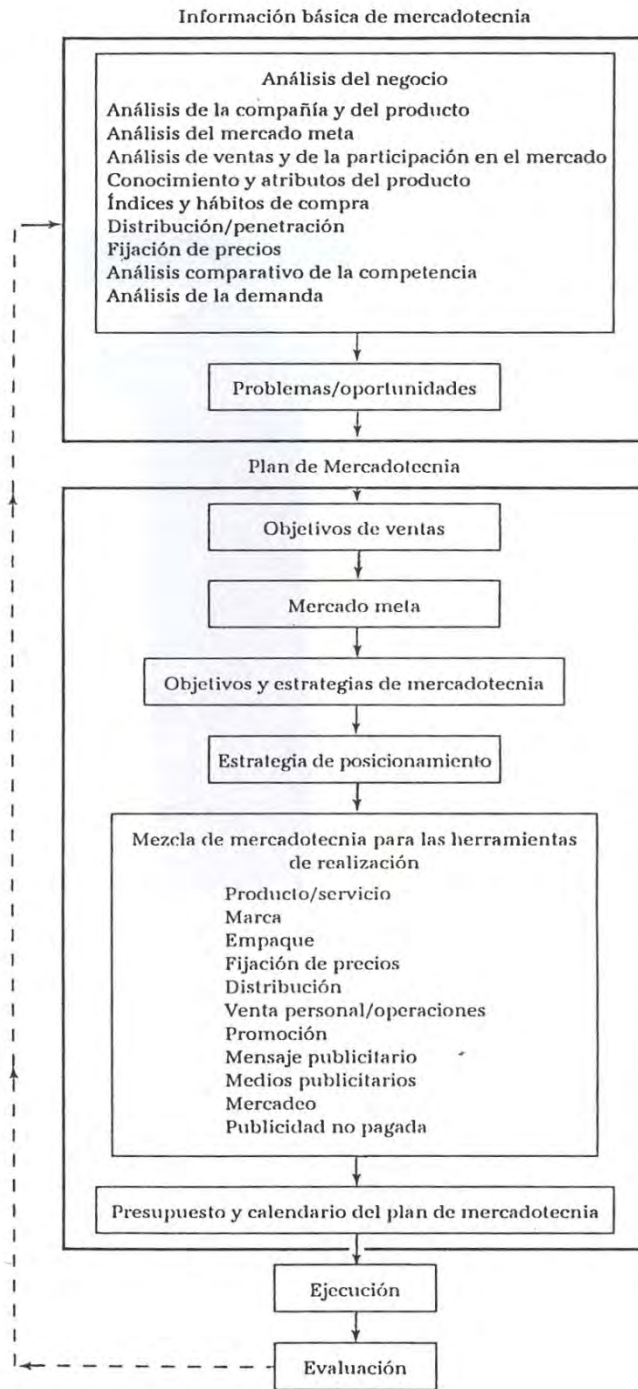 Información básica de mercadotecnia
Análisis del negocio
Análisis de la compañía y del producto
Análisis del mercado meta
Análisis de ventas y de la participación en el mercado
Conocimiento y atributos del producto
Índices y hábitos de compra
Distribución/penetración
Fijación de precios
Análisis comparativo de la competencia
Análisis de la demanda
Problemas/oportunidades
Plan de Mercadotecnia
Objetivos de ventas
Mercado meta
Objetivos y estrategias de mercadotecnia
Estrategia de posicionamiento
Mezcla de mercadotecnia para las herramientas
de realización
Producto/servicio
Marca
Empaque
Fijación de precios
Distribución
Venta personal/operaciones
Promoción
Mensaje publicitario
Medios publicitarios
Mercadeo
Publicidad no pagada
Presupuesto y calendario del plan de mercadotecnia
Ejecución
Evaluación